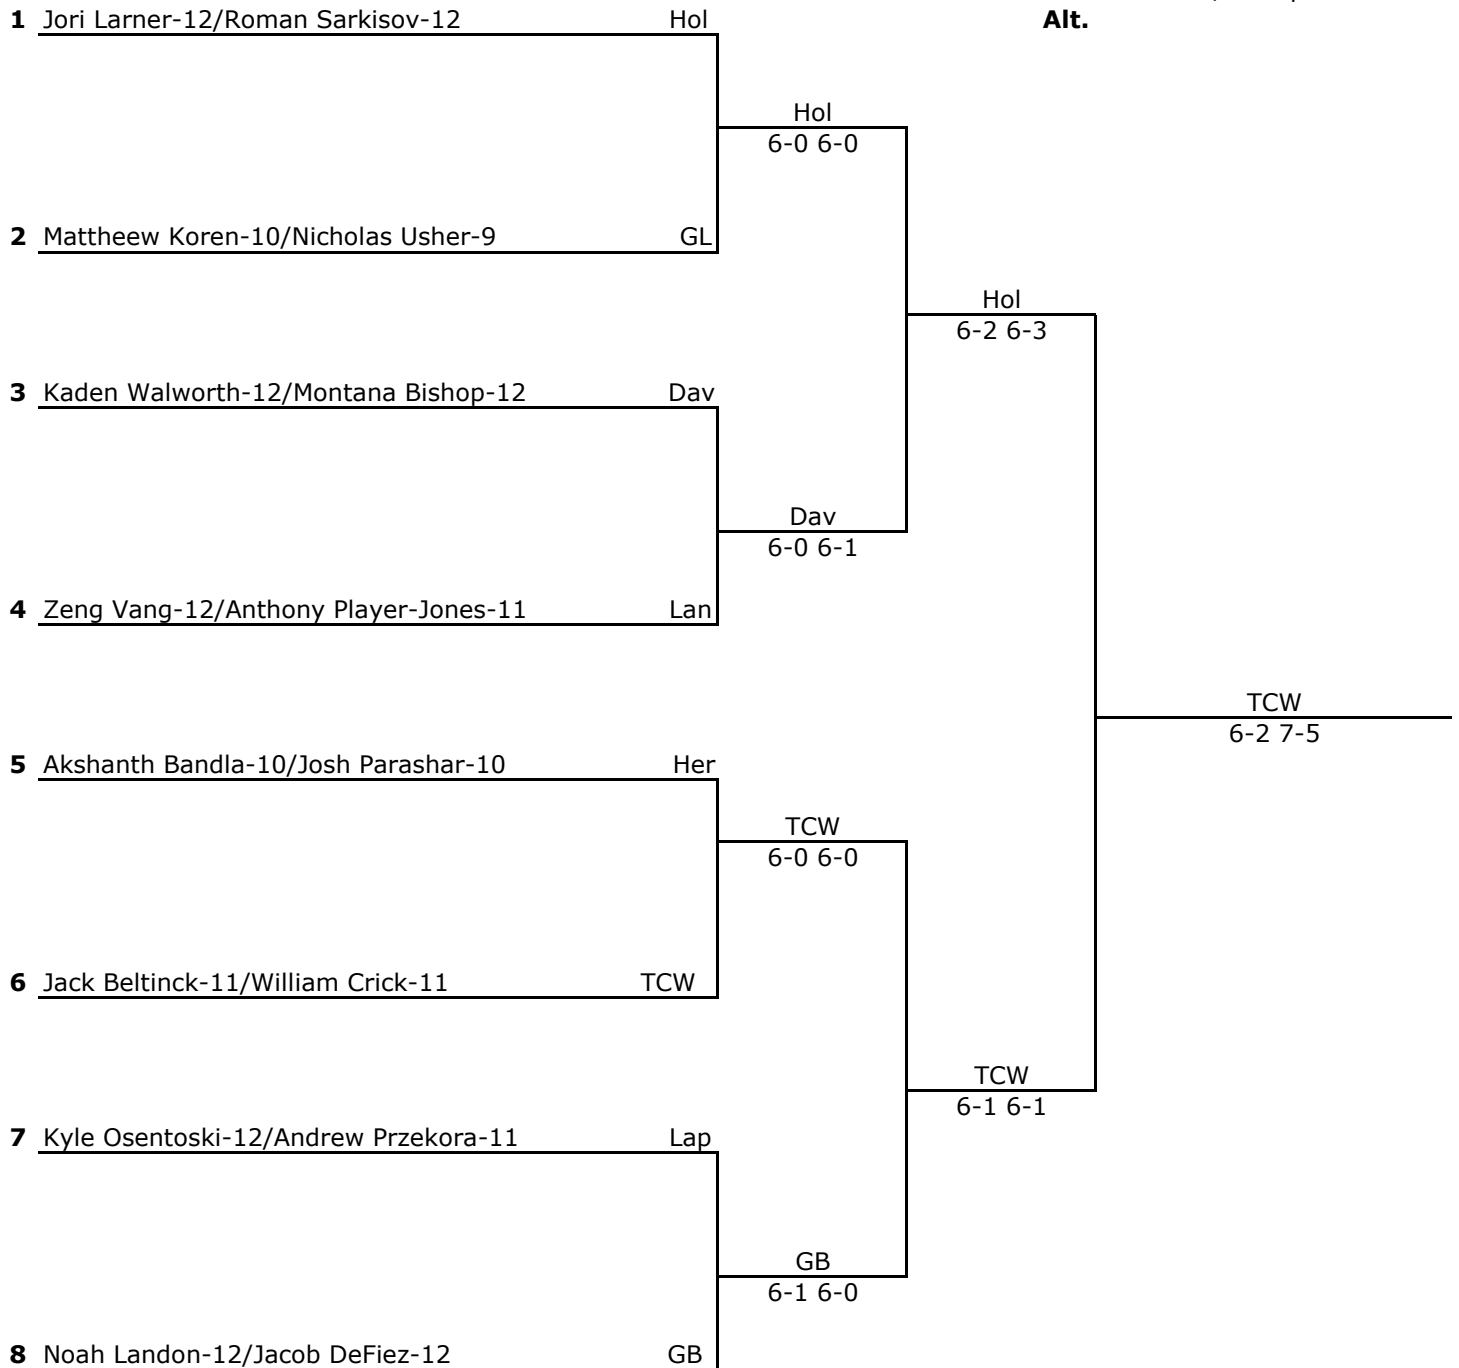 1 Jori Larner-12/Roman Sarkisov-12 Hol
Alt.
Hol
6-0 6-0
2 Mattheew Koren-10/Nicholas Usher-9 GL
Hol
6-2 6-3
3 Kaden Walworth-12/Montana Bishop-12 Dav
Dav
6-0 6-1
4 Zeng Vang-12/Anthony Player-Jones-11 Lan
TCW
6-2 7-5
5 Akshanth Bandla-10/Josh Parashar-10 Her
TCW
6-0 6-0
6 Jack Beltinck-11/William Crick-11 TCW
TCW
6-1 6-1
7 Kyle Osentoski-12/Andrew Przekora-11 Lap
GB
6-1 6-0
8 Noah Landon-12/Jacob DeFiez-12 GB